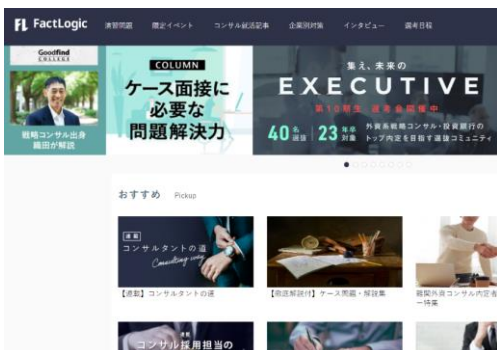 FL FactLogic
演習問題 限定イベント コンサル就活記事 企業別対策 インタビュー 選考日程
Goodfind
COLLEGE
戦略コンサル出身
織田が解説
COLUMN
ケース面接に
必要な
問題解決力
集え、未来の
EXECUTIVE
第10期生 選考会開催中
40名選抜 23年卒対象
外資系戦略コンサル・投資銀行の
トップ内定を目指す選抜コミュニティ
おすすめ Pickup
連載
コンサルタントの道
Consulting way
【連載】コンサルタントの道
【徹底解説付】ケース問題・解説集
難関外資コンサル内定者
ー特集
連載
コンサル採用担当の